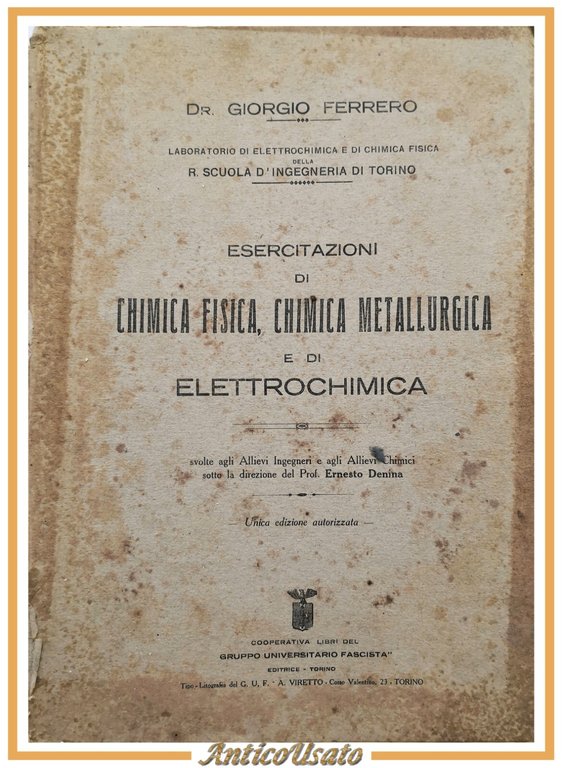 DR. GIORGIO FERRERO
LABORATORIO DI ELETTROCHIMICA E DI CHIMICA FISICA
DELLA
R. SCUOLA D'INGEGNERIA DI TORINO
ESERCITAZIONI
DI
CHIMICA FISICA, CHIMICA METALLURGICA
E DI
ELETTROCHIMICA
svolte agli Allievi Ingegneri e agli Allievi Chimici
sotto la direzione del Prof. Ernesto Denina
Unica edizione autorizzata
COOPERATIVA LIBRI DEL
GRUPPO UNIVERSITARIO FASCISTA"
EDITRICE - TORINO
Tipo-Litografia del G. U. F. "A. VIRETTO - Corso Valentino, 23 - TORINO
AnticoUsato